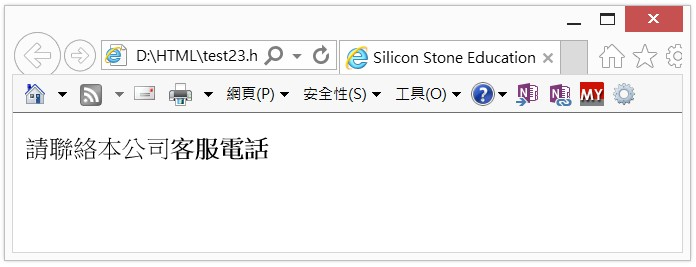 D:\HTML\test23.h
Silicon Stone Education
網頁(P) 安全性(S) 工具(O) MY
請聯絡本公司客服電話